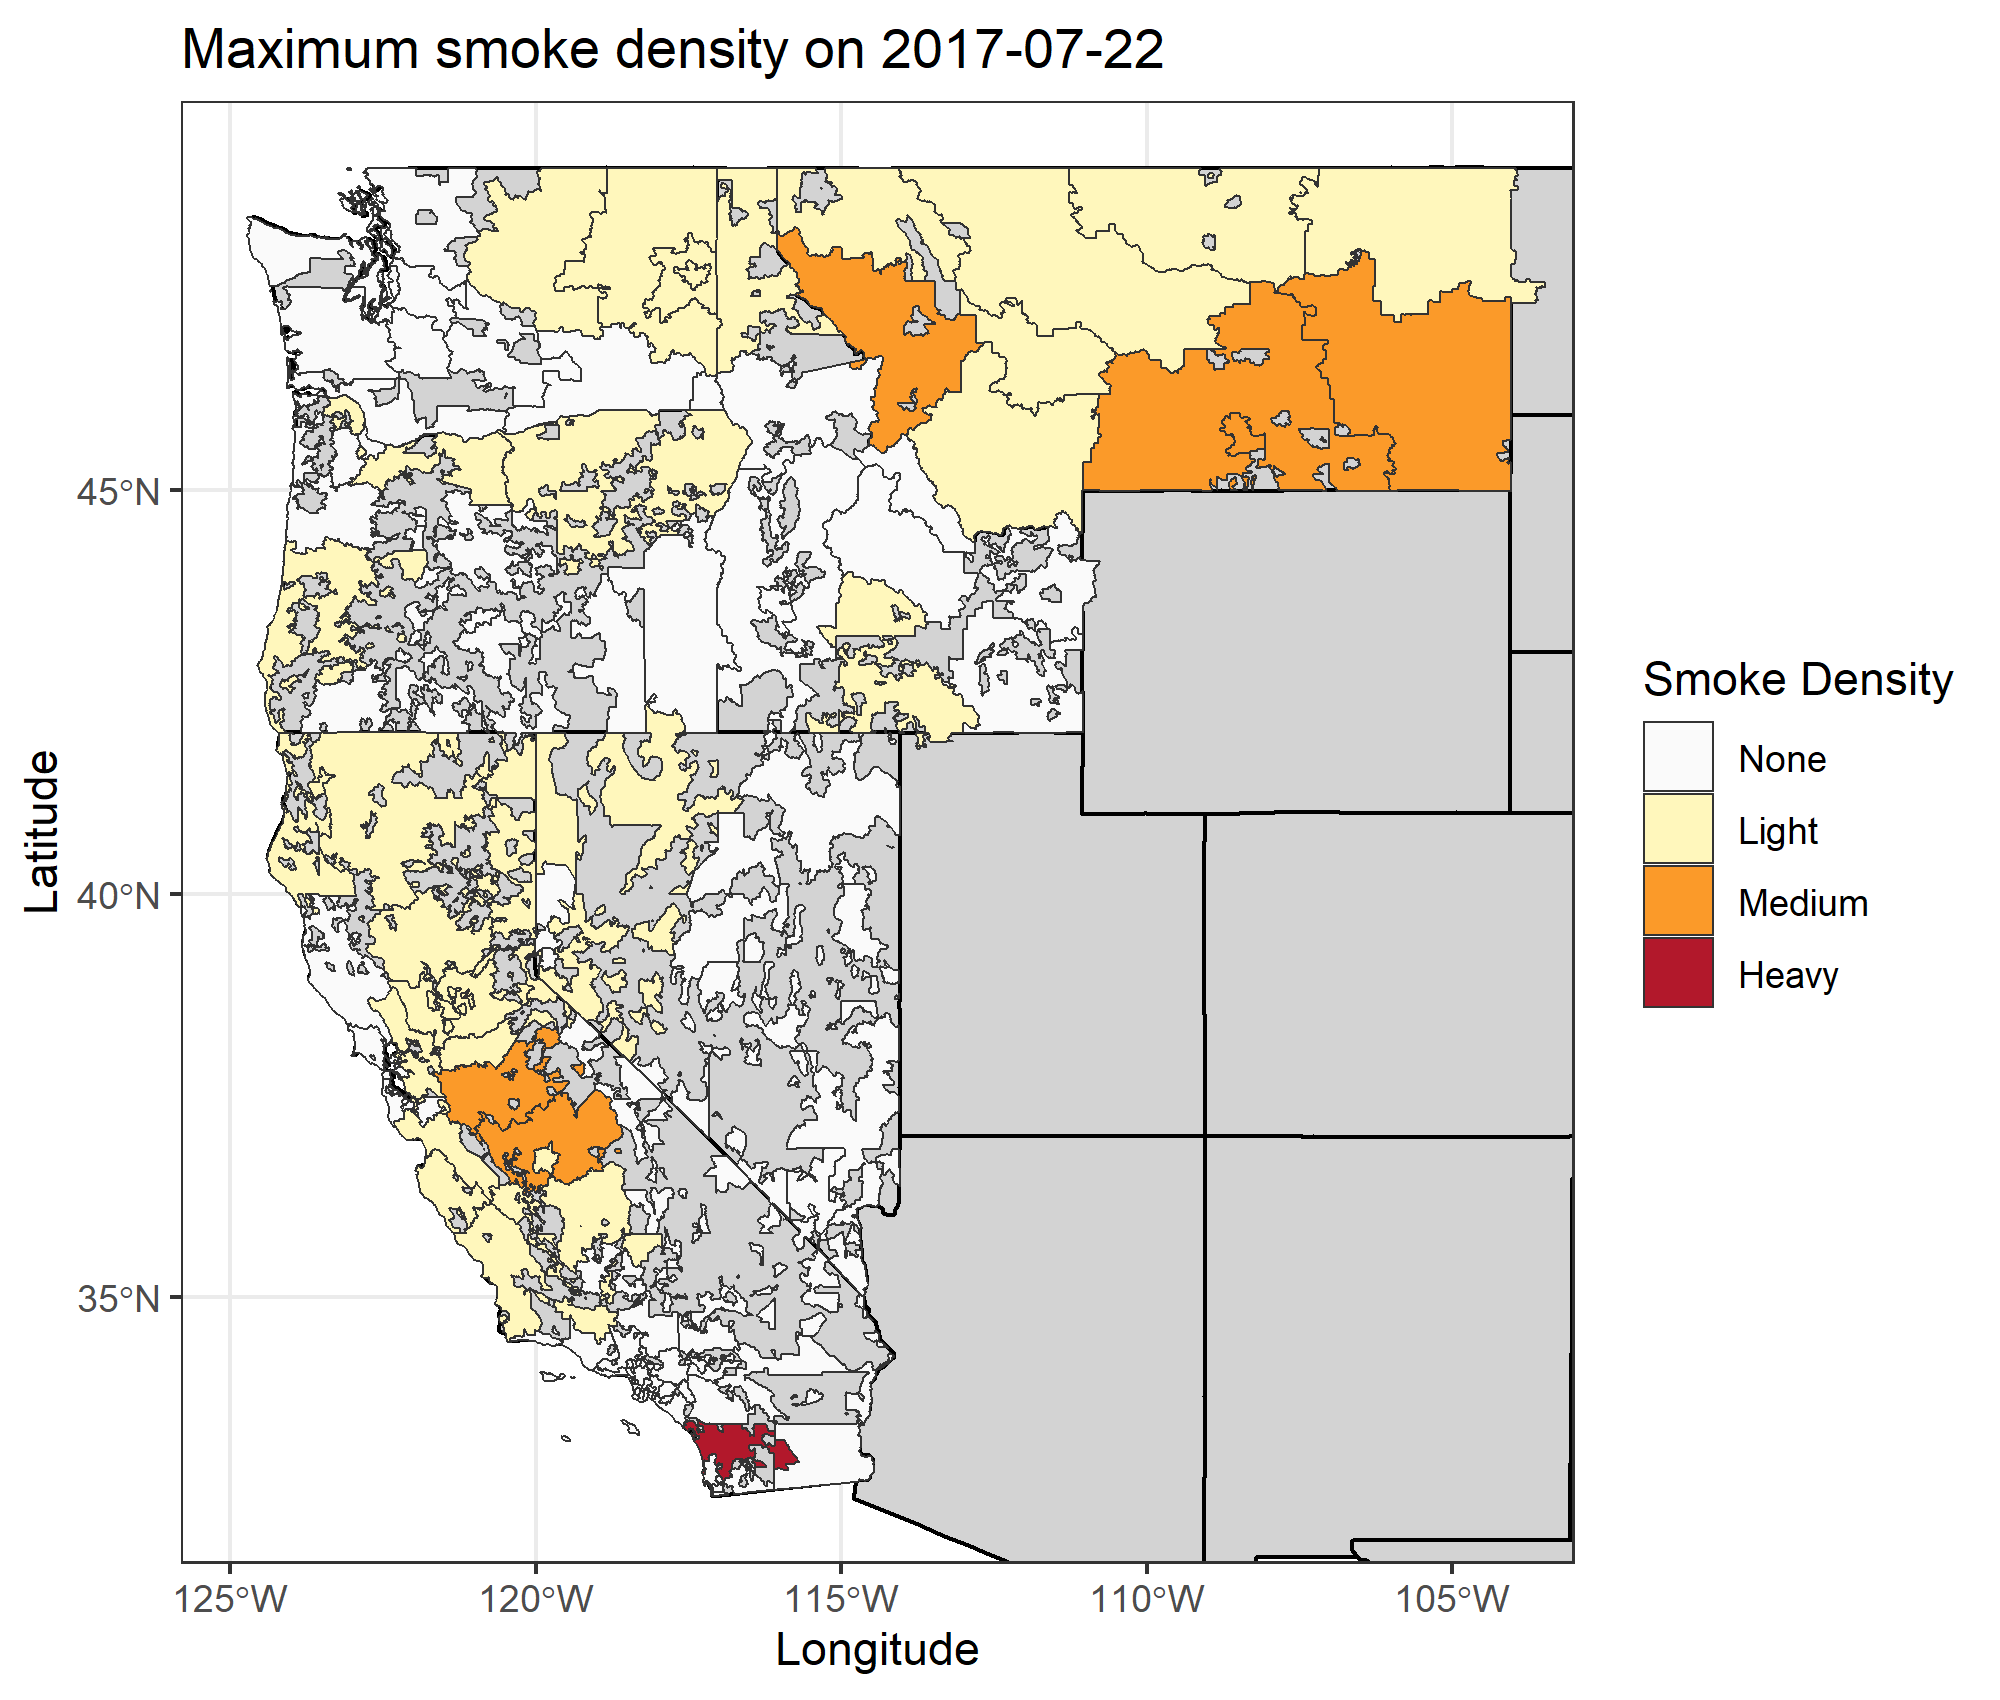 Maximum smoke density on 2017-07-22
45°N
40°N
35°N
Latitude
125°W
120°W
115°W
110°W
105°W
Longitude
Smoke Density
None
Light
Medium
Heavy